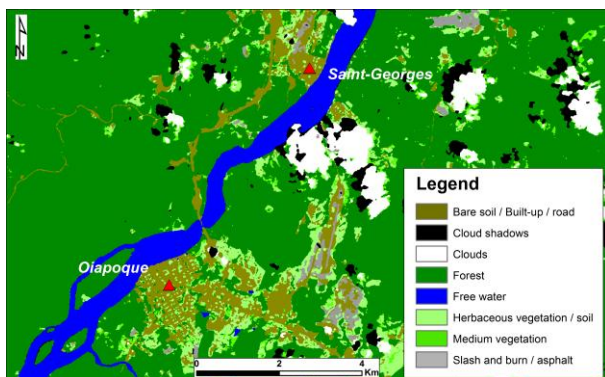 N
Saint-Georges
Oiapoque
Legend
Bare soil / Built-up / road
Cloud shadows
Clouds
Forest
Free water
Herbaceous vegetation / soil
Medium vegetation
Slash and burn / asphalt
0 2 4
Km